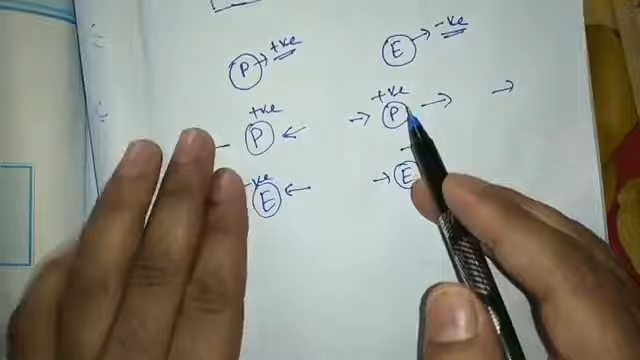 P → +ve E → -ve
+ve +ve
P ← → P → →
-ve
E ← → E